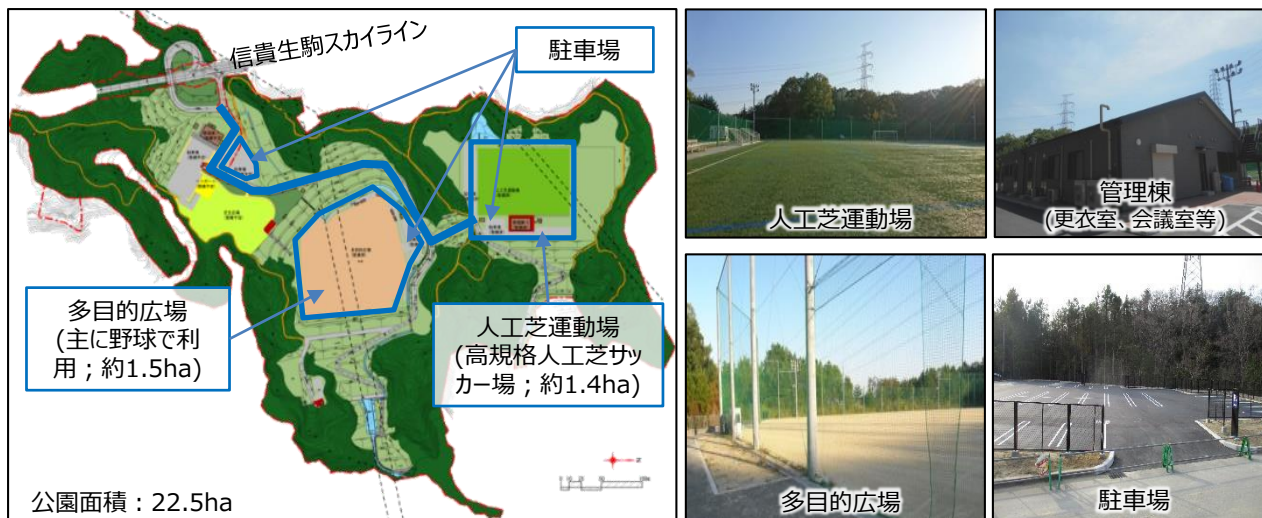 信貴生駒スカイライン
駐車場
多目的広場
(主に野球で利
用；約1.5ha)
人工芝運動場
(高規格人工芝サッ
カー場；約1.4ha)
N
公園面積：22.5ha
人工芝運動場
管理棟
(更衣室、会議室等)
多目的広場
駐車場